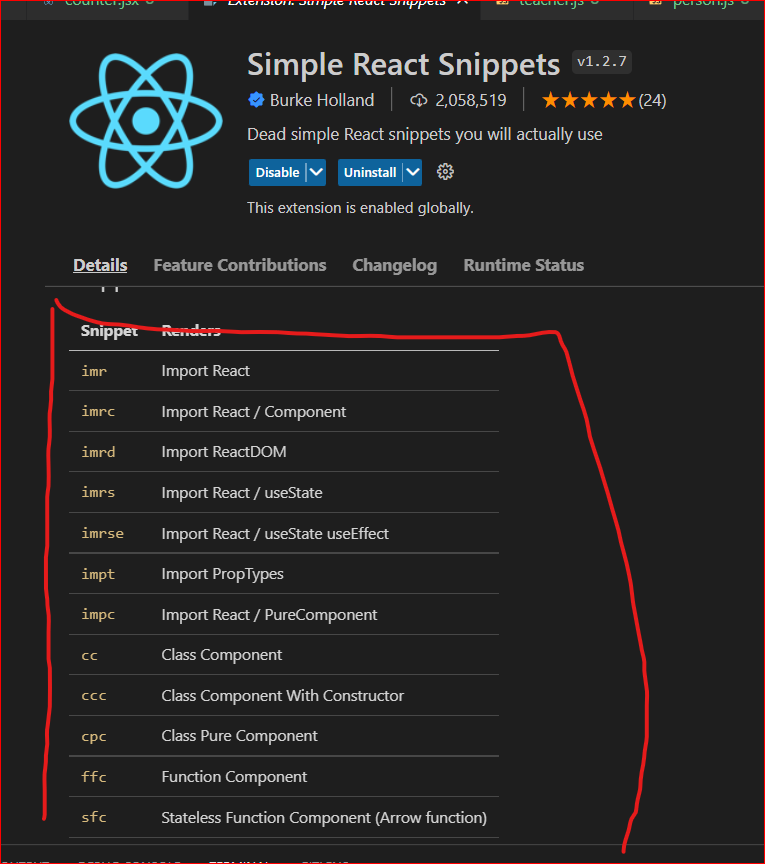 counter.jsx
Extension: Simple React Snippets
teacher.js
person.js
Simple React Snippets v1.2.7
Burke Holland 2,058,519 (24)
Dead simple React snippets you will actually use
Disable Uninstall
This extension is enabled globally.
Details Feature Contributions Changelog Runtime Status
Snippet Renders
imr Import React
imrc Import React / Component
imrd Import ReactDOM
imrs Import React / useState
imrse Import React / useState useEffect
impt Import PropTypes
impc Import React / PureComponent
cc Class Component
ccc Class Component With Constructor
cpc Class Pure Component
ffc Function Component
sfc Stateless Function Component (Arrow function)